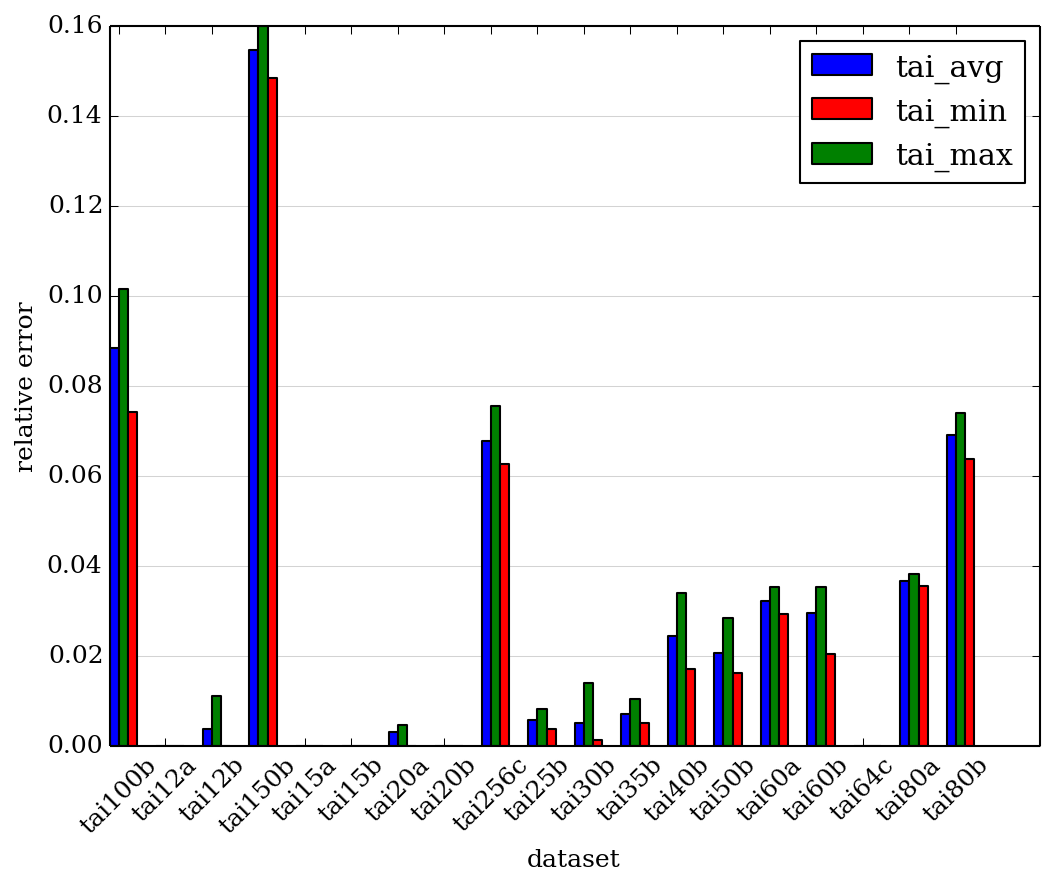 0.16
0.14
0.12
0.10
0.08
0.06
0.04
0.02
0.00
relative error
tai_avg
tai_min
tai_max
tai100b
tai12a
tai12b
tai150b
tai15a
tai15b
tai20a
tai20b
tai256c
tai25b
tai30b
tai35b
tai40b
tai50b
tai60a
tai60b
tai64c
tai80a
tai80b
dataset